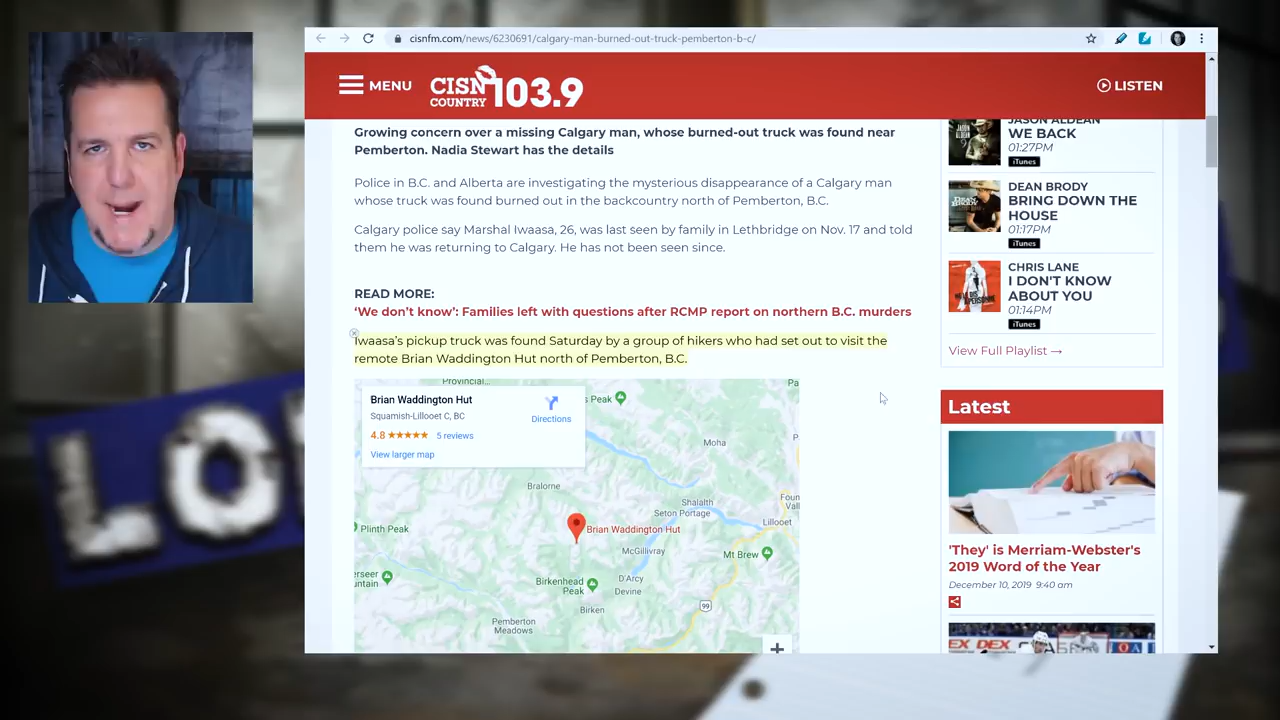 cisnfm.com/news/6230691/calgary-man-burned-out-truck-pemberton-b-c/
MENU
CISN
COUNTRY
103.9
LISTEN
Growing concern over a missing Calgary man, whose burned-out truck was found near
Pemberton. Nadia Stewart has the details
Police in B.C. and Alberta are investigating the mysterious disappearance of a Calgary man
whose truck was found burned out in the backcountry north of Pemberton, B.C.
Calgary police say Marshal Iwaasa, 26, was last seen by family in Lethbridge on Nov. 17 and told
them he was returning to Calgary. He has not been seen since.
READ MORE:
‘We don’t know’: Families left with questions after RCMP report on northern B.C. murders
Iwaasa’s pickup truck was found Saturday by a group of hikers who had set out to visit the
remote Brian Waddington Hut north of Pemberton, B.C.
Provincial..
Brian Waddington Hut
Squamish-Lillooet C, BC
4.8
5 reviews
View larger map
Directions
s Peak
Moha
Bralorne
Shalalth
Seton Portage
Foun
Vall
Lillooet
Plinth Peak
Brian Waddington Hut
McGillivray
Mt Brew
erseer
untain
Birkenhead
Peak
D'Arcy
Devine
Birken
99
Pemberton
Meadows
JASON ALDEAN
WE BACK
01:27PM
iTunes
DEAN BRODY
BRING DOWN THE
HOUSE
01:17PM
iTunes
CHRIS LANE
I DON'T KNOW
ABOUT YOU
01:14PM
iTunes
View Full Playlist →
Latest
'They' is Merriam-Webster's
2019 Word of the Year
December 10, 2019 9:40 am
LO